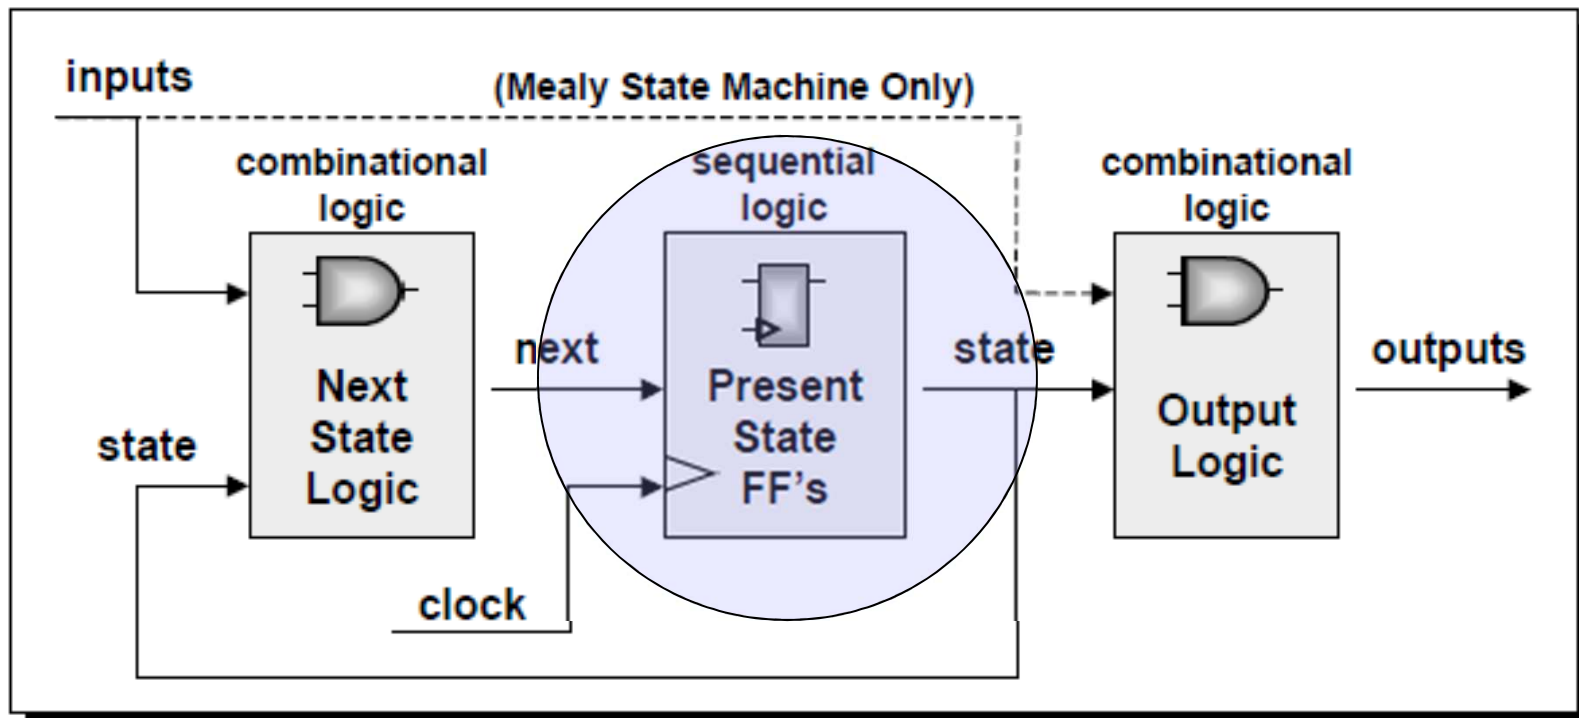 inputs
(Mealy State Machine Only)
combinational
logic
sequential
logic
combinational
logic
next
state
outputs
Next
State
Logic
Present
State
FF's
Output
Logic
state
clock